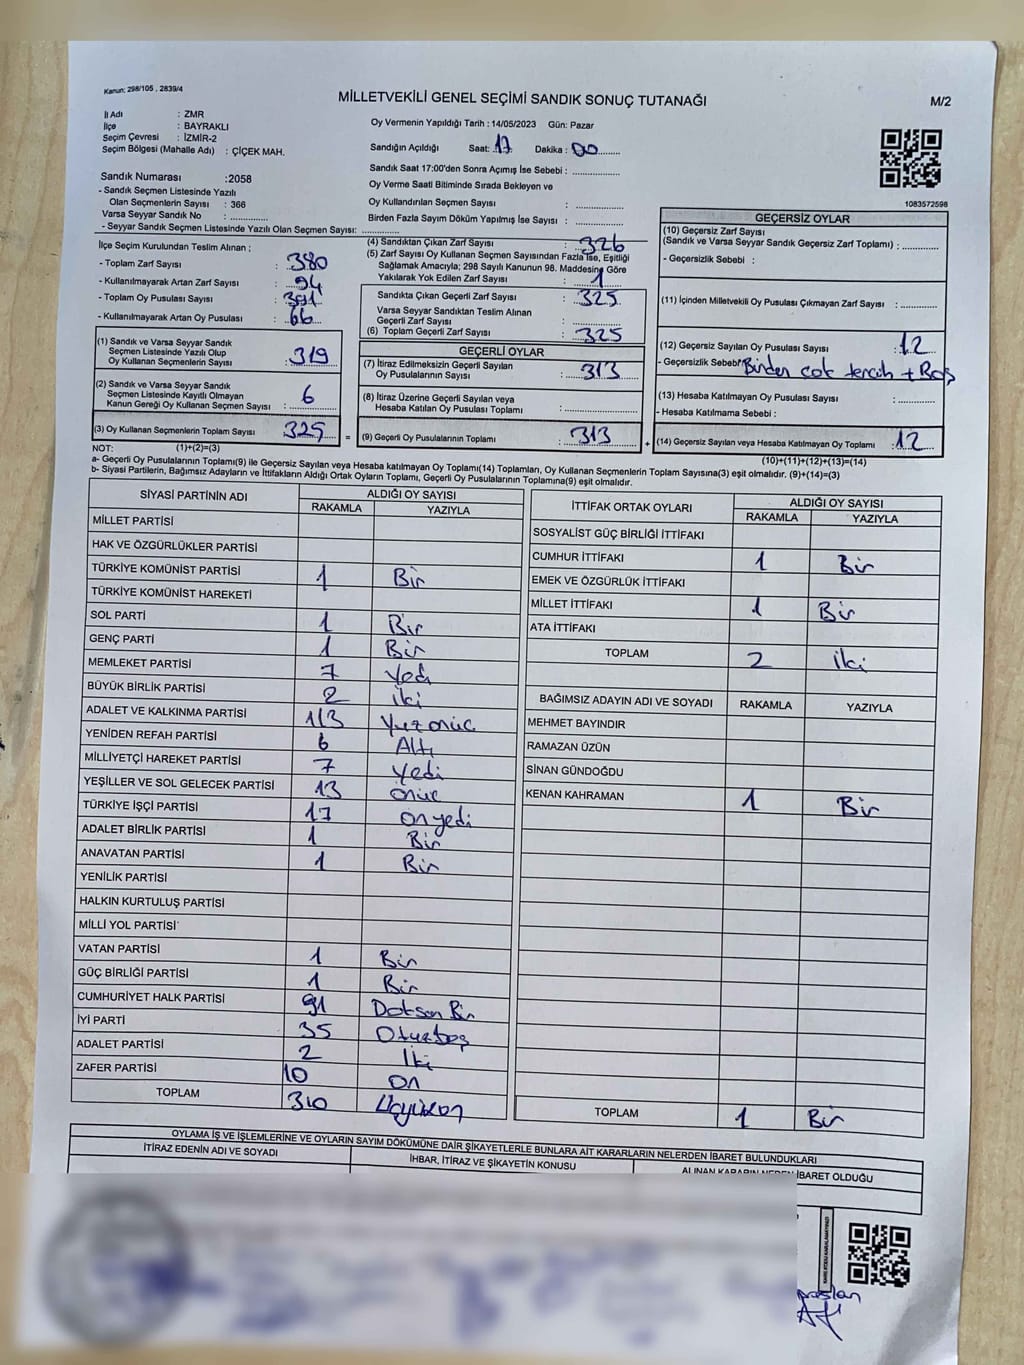 Kanun: 298/105 , 2839/4
MİLLETVEKİLİ GENEL SEÇİMİ SANDIK SONUÇ TUTANAĞI
M/2
İl Adı : ZMR
İlçe : BAYRAKLI
Seçim Çevresi : İZMİR-2
Seçim Bölgesi (Mahalle Adı) : ÇİÇEK MAH.
Oy Vermenin Yapıldığı Tarih : 14/05/2023 Gün: Pazar
Sandığın Açıldığı Saat: 17 Dakika : 00
Sandık Saat 17:00'den Sonra Açımış İse Sebebi :
Oy Verme Saati Bitiminde Sırada Bekleyen ve
Oy Kullandırılan Seçmen Sayısı :
Birden Fazla Sayım Döküm Yapılmış İse Sayısı :
1083572598
Sandık Numarası :2058
- Sandık Seçmen Listesinde Yazılı
Olan Seçmenlerin Sayısı : 366
Varsa Seyyar Sandık No :
- Seyyar Sandık Seçmen Listesinde Yazılı Olan Seçmen Sayısı:
İlçe Seçim Kurulundan Teslim Alınan ;
- Toplam Zarf Sayısı : 380
- Kullanılmayarak Artan Zarf Sayısı : 94
- Toplam Oy Pusulası Sayısı : 391
- Kullanılmayarak Artan Oy Pusulası : 66
(1) Sandık ve Varsa Seyyar Sandık
Seçmen Listesinde Yazılı Olup
Oy Kullanan Seçmenlerin Sayısı : 319
(2) Sandık ve Varsa Seyyar Sandık
Seçmen Listesinde Kayıtlı Olmayan
Kanun Gereği Oy Kullanan Seçmen Sayısı : 6
(3) Oy Kullanan Seçmenlerin Toplam Sayısı : 325
(4) Sandıktan Çıkan Zarf Sayısı : 326
(5) Zarf Sayısı Oy Kullanan Seçmen Sayısından Fazla İse, Eşitliği
Sağlamak Amacıyla; 298 Sayılı Kanunun 98. Maddesine Göre
Yakılarak Yok Edilen Zarf Sayısı : 1
Sandıkta Çıkan Geçerli Zarf Sayısı : 325
Varsa Seyyar Sandıktan Teslim Alınan
Geçerli Zarf Sayısı :
(6) Toplam Geçerli Zarf Sayısı : 325
GEÇERLİ OYLAR
(7) İtiraz Edilmeksizin Geçerli Sayılan
Oy Pusulalarının Sayısı : 313
(8) İtiraz Üzerine Geçerli Sayılan veya
Hesaba Katılan Oy Pusulası Toplamı :
= (9) Geçerli Oy Pusulalarının Toplamı : 313
GEÇERSİZ OYLAR
(10) Geçersiz Zarf Sayısı
(Sandık ve Varsa Seyyar Sandık Geçersiz Zarf Toplamı) :
- Geçersizlik Sebebi :
(11) İçinden Milletvekili Oy Pusulası Çıkmayan Zarf Sayısı :
(12) Geçersiz Sayılan Oy Pusulası Sayısı : 12
- Geçersizlik Sebebi: Birden çok tercih + Boş
(13) Hesaba Katılmayan Oy Pusulası Sayısı :
- Hesaba Katılmama Sebebi :
+ (14) Geçersiz Sayılan veya Hesaba Katılmayan Oy Toplamı : 12
NOT: (1)+(2)=(3)
(10)+(11)+(12)+(13)=(14)
a- Geçerli Oy Pusulalarının Toplamı(9) ile Geçersiz Sayılan veya Hesaba katılmayan Oy Toplamı(14) Toplamları, Oy Kullanan Seçmenlerin Toplam Sayısına(3) eşit olmalıdır. (9)+(14)=(3)
b- Siyasi Partilerin, Bağımsız Adayların ve İttifakların Aldığı Ortak Oyların Toplamı, Geçerli Oy Pusulalarının Toplamına(9) eşit olmalıdır.
SİYASİ PARTİNİN ADI ALDIĞI OY SAYISI
RAKAMLA YAZIYLA
MİLLET PARTİSİ
HAK VE ÖZGÜRLÜKLER PARTİSİ
TÜRKİYE KOMÜNİST PARTİSİ 1 Bir
TÜRKİYE KOMÜNİST HAREKETİ
SOL PARTİ 1 Bir
GENÇ PARTİ 1 Bir
MEMLEKET PARTİSİ 7 Yedi
BÜYÜK BİRLİK PARTİSİ 2 İki
ADALET VE KALKINMA PARTİSİ 113 Yüz onüç
YENİDEN REFAH PARTİSİ 6 Altı
MİLLİYETÇİ HAREKET PARTİSİ 7 Yedi
YEŞİLLER VE SOL GELECEK PARTİSİ 13 Onüç
TÜRKİYE İŞÇİ PARTİSİ 17 Onyedi
ADALET BİRLİK PARTİSİ 1 Bir
ANAVATAN PARTİSİ 1 Bir
YENİLİK PARTİSİ
HALKIN KURTULUŞ PARTİSİ
MİLLİ YOL PARTİSİ
VATAN PARTİSİ 1 Bir
GÜÇ BİRLİĞİ PARTİSİ 1 Bir
CUMHURİYET HALK PARTİSİ 91 Doksan Bir
İYİ PARTİ 35 Otuzbeş
ADALET PARTİSİ 2 İki
ZAFER PARTİSİ 10 On
TOPLAM 310 Üçyüzon
İTTİFAK ORTAK OYLARI ALDIĞI OY SAYISI
RAKAMLA YAZIYLA
SOSYALİST GÜÇ BİRLİĞİ İTTİFAKI
CUMHUR İTTİFAKI 1 Bir
EMEK VE ÖZGÜRLÜK İTTİFAKI
MİLLET İTTİFAKI 1 Bir
ATA İTTİFAKI
TOPLAM 2 İki
BAĞIMSIZ ADAYIN ADI VE SOYADI RAKAMLA YAZIYLA
MEHMET BAYINDIR
RAMAZAN ÜZÜN
SİNAN GÜNDOĞDU
KENAN KAHRAMAN 1 Bir
TOPLAM 1 Bir
OYLAMA İŞ VE İŞLEMLERİNE VE OYLARIN SAYIM DÖKÜMÜNE DAİR ŞİKAYETLERLE BUNLARA AİT KARARLARIN NELERDEN İBARET BULUNDUKLARI
İTİRAZ EDENİN ADI VE SOYADI İHBAR, İTİRAZ VE ŞİKAYETİN KONUSU ALINAN KARARIN NEDEN İBARET OLDUĞU